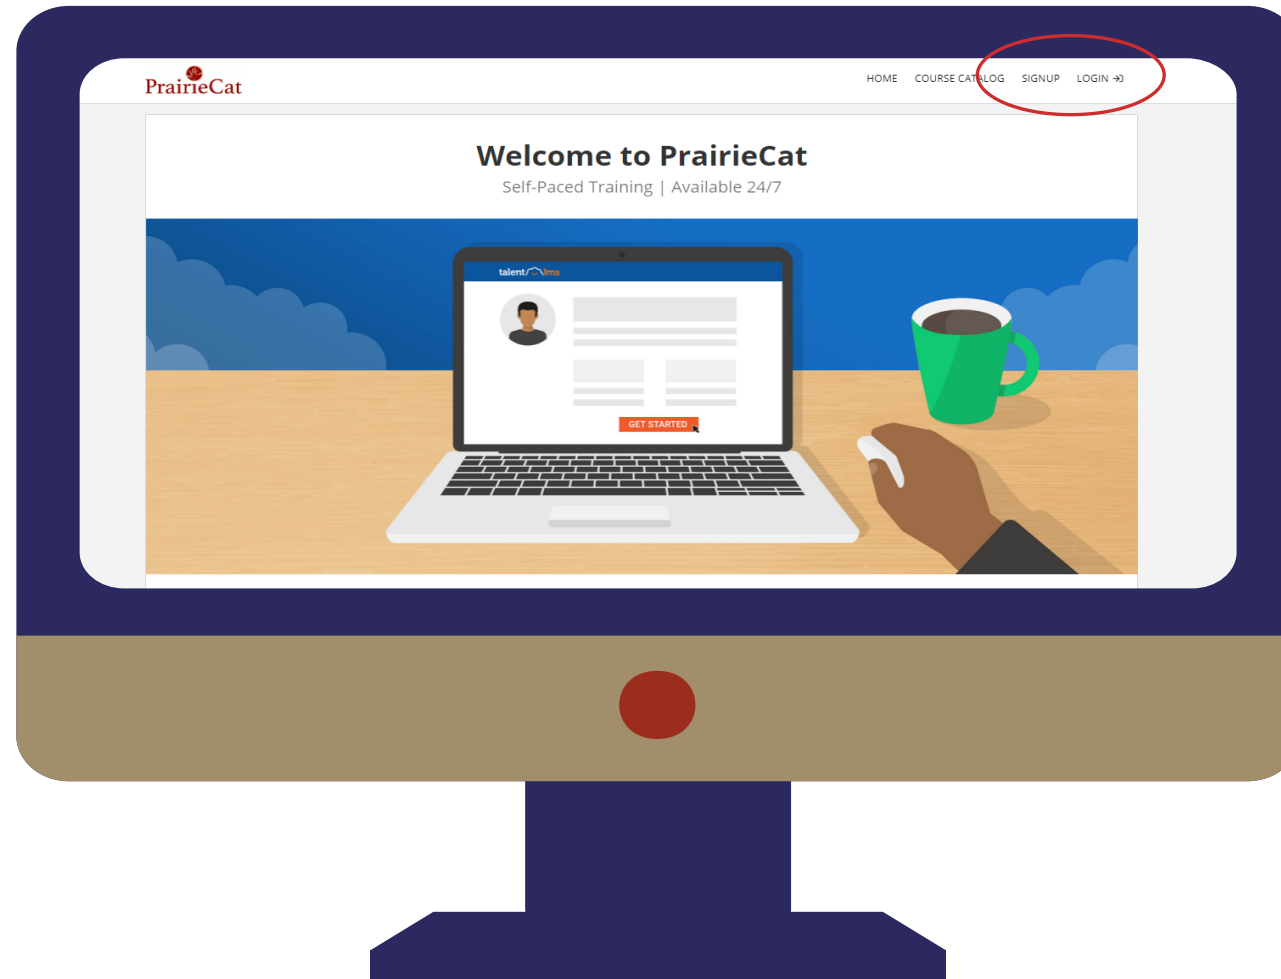 PrairieCat
HOME COURSE CATALOG SIGNUP LOGIN
Welcome to PrairieCat
Self-Paced Training | Available 24/7
talentlms
GET STARTED